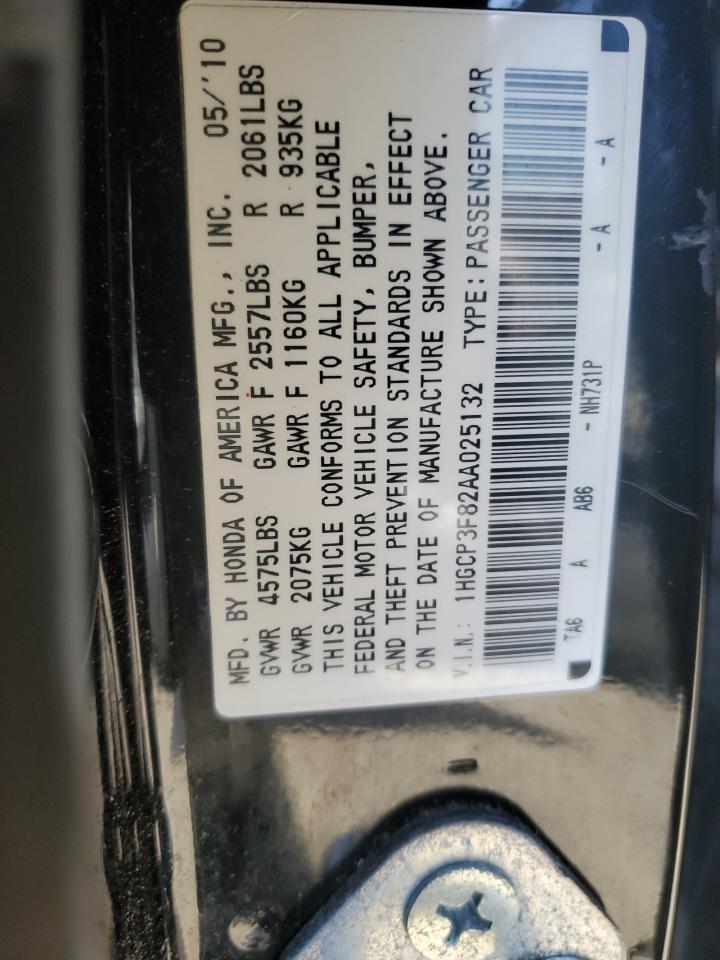 MFD. BY HONDA OF AMERICA MFG., INC. 05/'10
GVWR 4575LBS GAWR F 2557LBS R 2061LBS
GVWR 2075KG GAWR F 1160KG R 935KG
THIS VEHICLE CONFORMS TO ALL APPLICABLE
FEDERAL MOTOR VEHICLE SAFETY, BUMPER,
AND THEFT PREVENTION STANDARDS IN EFFECT
ON THE DATE OF MANUFACTURE SHOWN ABOVE.
V.I.N.: 1HGCP3F82AA025132 TYPE: PASSENGER CAR
TA6 A AB6 - NH731P - A - A